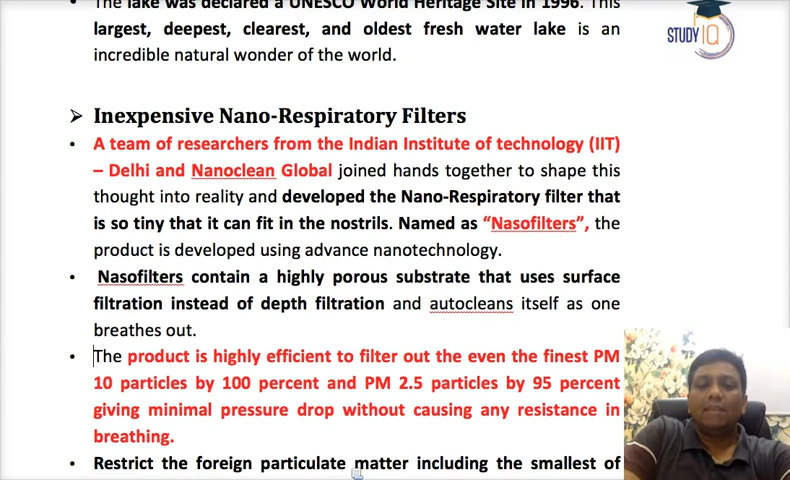 • The lake was declared a UNESCO World Heritage Site in 1996. This
largest, deepest, clearest, and oldest fresh water lake is an
incredible natural wonder of the world.
STUDY IQ
➢ Inexpensive Nano-Respiratory Filters
• A team of researchers from the Indian Institute of technology (IIT)
– Delhi and Nanoclean Global joined hands together to shape this
thought into reality and developed the Nano-Respiratory filter that
is so tiny that it can fit in the nostrils. Named as “Nasofilters”, the
product is developed using advance nanotechnology.
• Nasofilters contain a highly porous substrate that uses surface
filtration instead of depth filtration and autocleans itself as one
breathes out.
• The product is highly efficient to filter out the even the finest PM
10 particles by 100 percent and PM 2.5 particles by 95 percent
giving minimal pressure drop without causing any resistance in
breathing.
• Restrict the foreign particulate matter including the smallest of